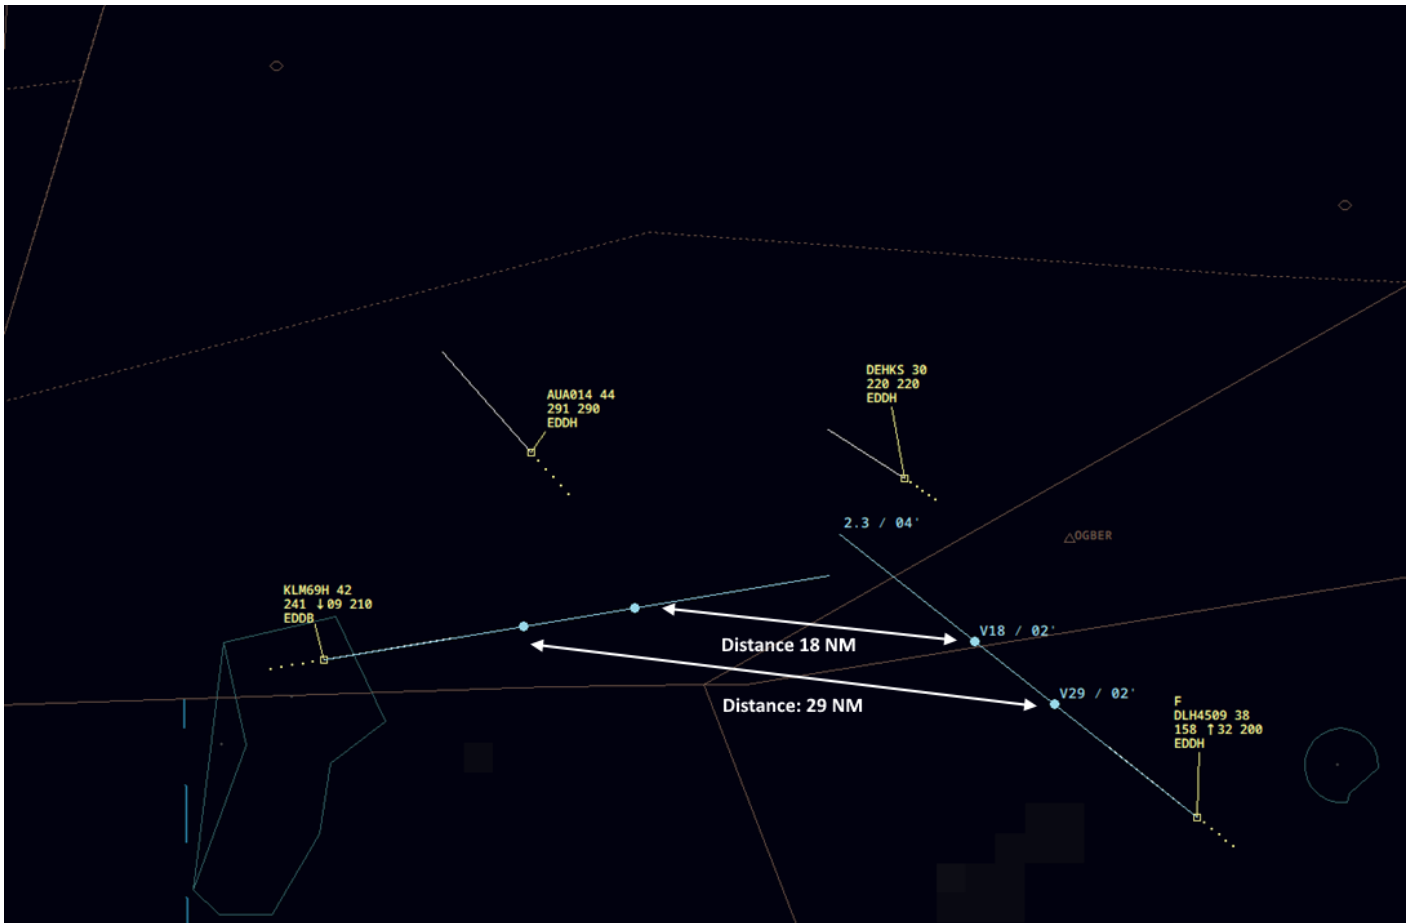 DEHKS 30
220 220
EDDH
AUA014 44
291 290
EDDH
2.3 / 04'
OGBER
KLM69H 42
241 ↓09 210
EDDB
V18 / 02'
Distance 18 NM
V29 / 02'
Distance: 29 NM
F
DLH4509 38
158 ↑32 200
EDDH